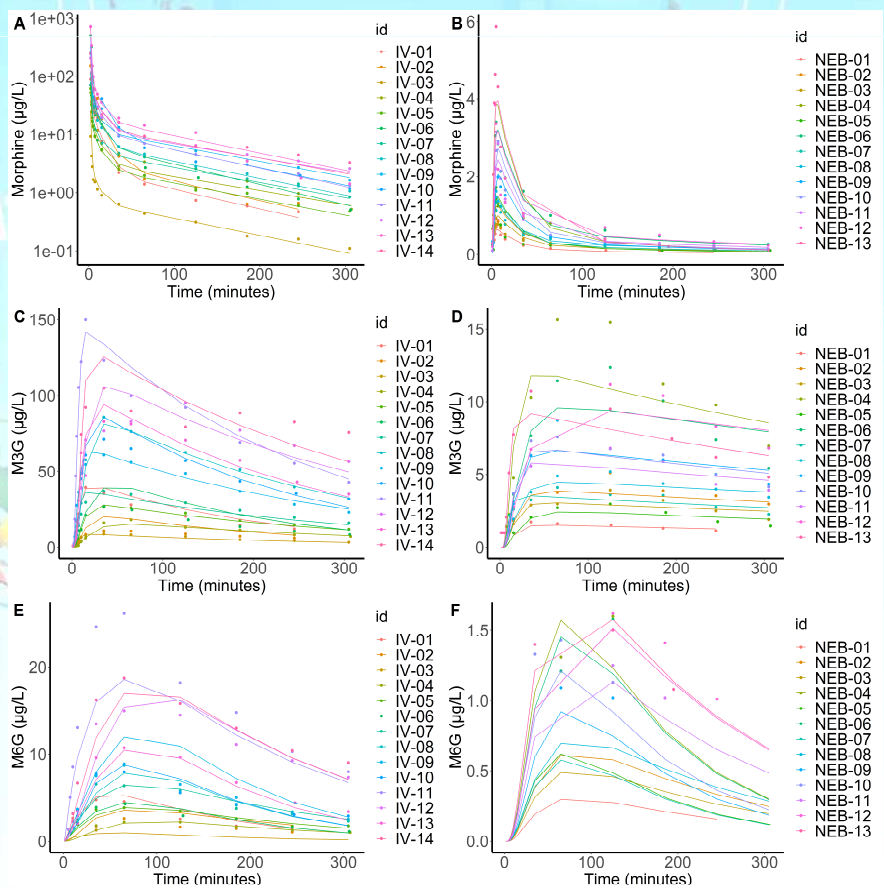 A
1e+03
1e+02
1e+01
1e+00
1e-01
Morphine (µg/L)
0 100 200 300
Time (minutes)
id
IV-01
IV-02
IV-03
IV-04
IV-05
IV-06
IV-07
IV-08
IV-09
IV-10
IV-11
IV-12
IV-13
IV-14
B
6
4
2
0
Morphine (µg/L)
0 100 200 300
Time (minutes)
id
NEB-01
NEB-02
NEB-03
NEB-04
NEB-05
NEB-06
NEB-07
NEB-08
NEB-09
NEB-10
NEB-11
NEB-12
NEB-13
C
150
100
50
0
M3G (µg/L)
0 100 200 300
Time (minutes)
id
IV-01
IV-02
IV-03
IV-04
IV-05
IV-06
IV-07
IV-08
IV-09
IV-10
IV-11
IV-12
IV-13
IV-14
D
15
10
5
0
M3G (µg/L)
0 100 200 300
Time (minutes)
id
NEB-01
NEB-02
NEB-03
NEB-04
NEB-05
NEB-06
NEB-07
NEB-08
NEB-09
NEB-10
NEB-11
NEB-12
NEB-13
E
20
10
0
M6G (µg/L)
0 100 200 300
Time (minutes)
id
IV-01
IV-02
IV-03
IV-04
IV-05
IV-06
IV-07
IV-08
IV-09
IV-10
IV-11
IV-12
IV-13
IV-14
F
1.5
1.0
0.5
0.0
M6G (µg/L)
0 100 200 300
Time (minutes)
id
NEB-01
NEB-02
NEB-03
NEB-04
NEB-05
NEB-06
NEB-07
NEB-08
NEB-09
NEB-10
NEB-11
NEB-12
NEB-13